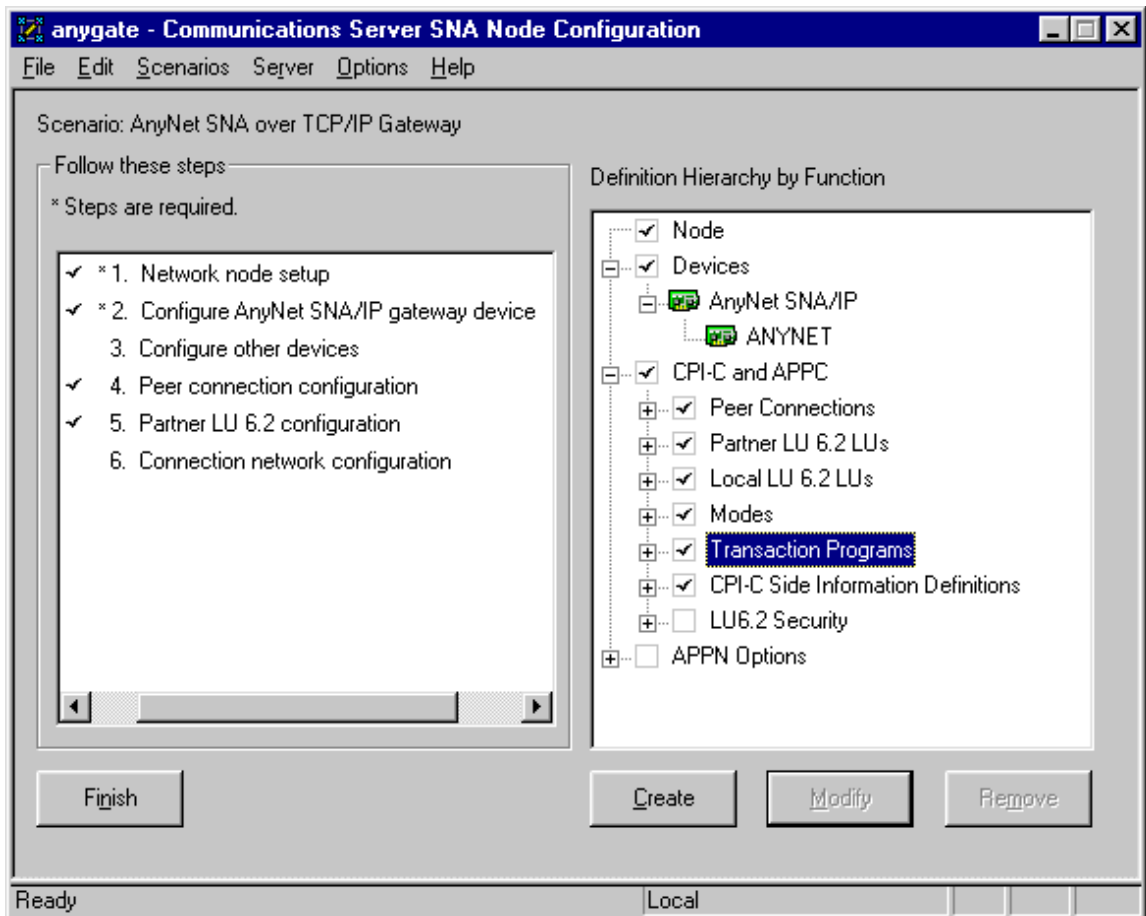 anygate - Communications Server SNA Node Configuration
File Edit Scenarios Server Options Help
Scenario: AnyNet SNA over TCP/IP Gateway
Follow these steps
* Steps are required.
* 1. Network node setup
* 2. Configure AnyNet SNA/IP gateway device
3. Configure other devices
4. Peer connection configuration
5. Partner LU 6.2 configuration
6. Connection network configuration
Finish
Definition Hierarchy by Function
Node
Devices
AnyNet SNA/IP
ANYNET
CPI-C and APPC
Peer Connections
Partner LU 6.2 LUs
Local LU 6.2 LUs
Modes
Transaction Programs
CPI-C Side Information Definitions
LU6.2 Security
APPN Options
Create Modify Remove
Ready Local